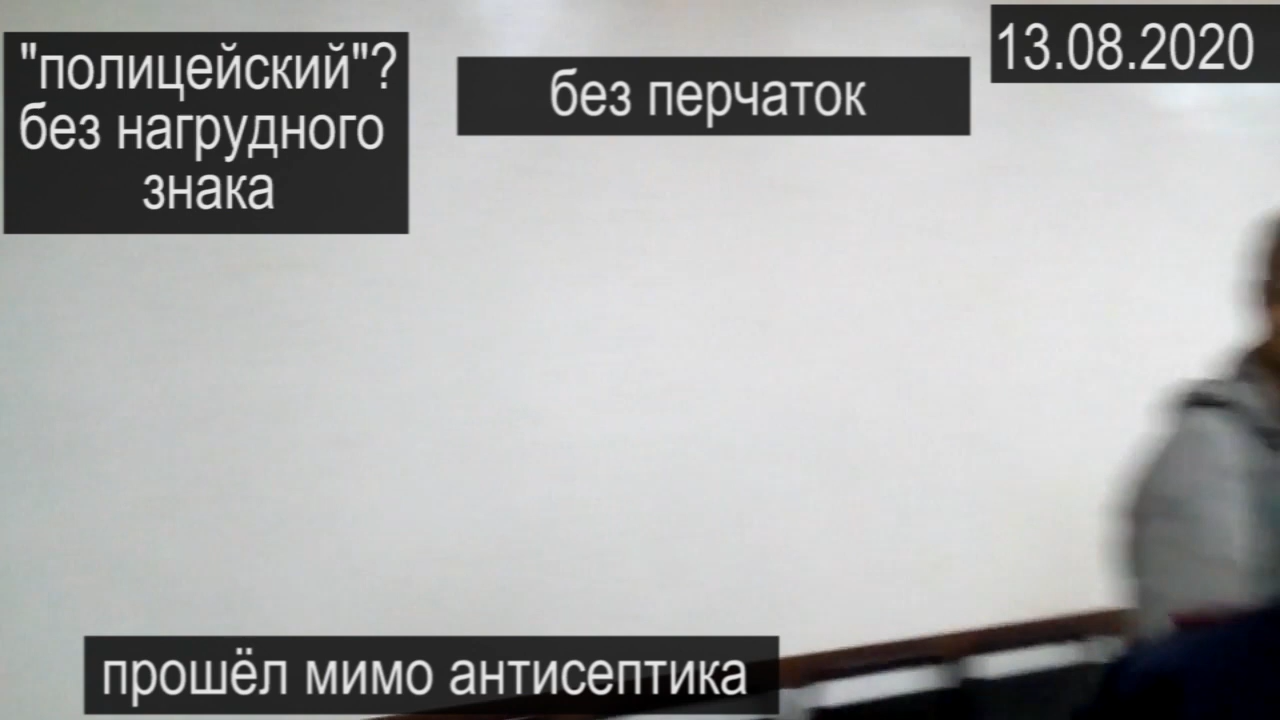 "полицейский"?
без нагрудного
знака
без перчаток
13.08.2020
прошёл мимо антисептика